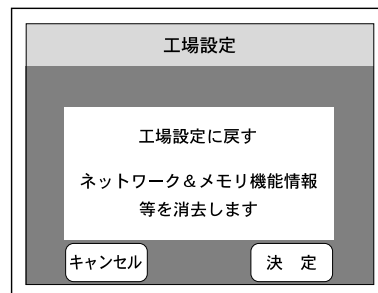 工場設定
工場設定に戻す
ネットワーク＆メモリ機能情報
等を消去します
キャンセル
決　定